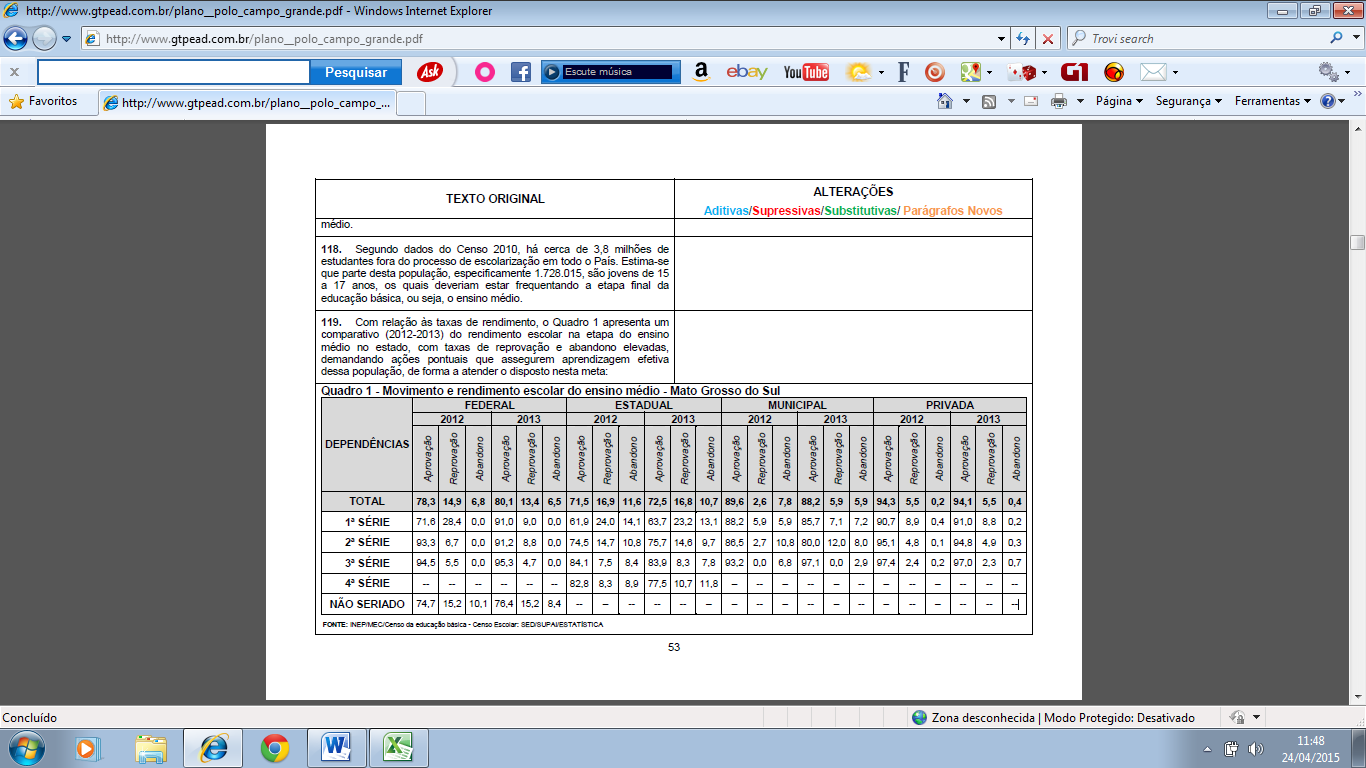 http://www.gtpead.com.br/plano__polo_campo_grande.pdf - Windows Internet Explorer
http://www.gtpead.com.br/plano__polo_campo_grande.pdf
Trovi search
x Pesquisar Ask Escute música a ebay YouTube F G1
Favoritos http://www.gtpead.com.br/plano__polo_campo_... Página Segurança Ferramentas
TEXTO ORIGINAL
ALTERAÇÕES
Aditivas/Supressivas/Substitutivas/ Parágrafos Novos
médio.
118. Segundo dados do Censo 2010, há cerca de 3,8 milhões de
estudantes fora do processo de escolarização em todo o País. Estima-se
que parte desta população, especificamente 1.728.015, são jovens de 15
a 17 anos, os quais deveriam estar frequentando a etapa final da
educação básica, ou seja, o ensino médio.
119. Com relação às taxas de rendimento, o Quadro 1 apresenta um
comparativo (2012-2013) do rendimento escolar na etapa do ensino
médio no estado, com taxas de reprovação e abandono elevadas,
demandando ações pontuais que assegurem aprendizagem efetiva
dessa população, de forma a atender o disposto nesta meta:
Quadro 1 - Movimento e rendimento escolar do ensino médio - Mato Grosso do Sul
DEPENDÊNCIAS FEDERAL ESTADUAL MUNICIPAL PRIVADA
2012 2013 2012 2013 2012 2013 2012 2013
Aprovação Reprovação Abandono Aprovação Reprovação Abandono Aprovação Reprovação Abandono Aprovação Reprovação Abandono Aprovação Reprovação Abandono Aprovação Reprovação Abandono Aprovação Reprovação Abandono Aprovação Reprovação Abandono
TOTAL 78,3 14,9 6,8 80,1 13,4 6,5 71,5 16,9 11,6 72,5 16,8 10,7 89,6 2,6 7,8 88,2 5,9 5,9 94,3 5,5 0,2 94,1 5,5 0,4
1ª SÉRIE 71,6 28,4 0,0 91,0 9,0 0,0 61,9 24,0 14,1 63,7 23,2 13,1 88,2 5,9 5,9 85,7 7,1 7,2 90,7 8,9 0,4 91,0 8,8 0,2
2ª SÉRIE 93,3 6,7 0,0 91,2 8,8 0,0 74,5 14,7 10,8 75,7 14,6 9,7 86,5 2,7 10,8 80,0 12,0 8,0 95,1 4,8 0,1 94,8 4,9 0,3
3ª SÉRIE 94,5 5,5 0,0 95,3 4,7 0,0 84,1 7,5 8,4 83,9 8,3 7,8 93,2 0,0 6,8 97,1 0,0 2,9 97,4 2,4 0,2 97,0 2,3 0,7
4ª SÉRIE -- -- -- -- -- -- 82,8 8,3 8,9 77,5 10,7 11,8 -- -- -- -- -- -- -- -- -- -- -- --
NÃO SERIADO 74,7 15,2 10,1 76,4 15,2 8,4 -- -- -- -- -- -- -- -- -- -- -- -- -- -- -- -- -- --
FONTE: INEP/MEC/Censo da educação básica - Censo Escolar: SED/SUPAI/ESTATÍSTICA
53
Concluído Zona desconhecida | Modo Protegido: Desativado
11:48
24/04/2015